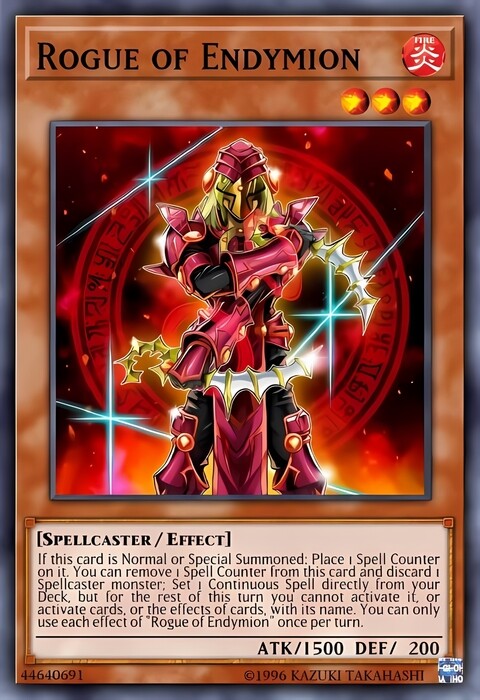 ROGUE OF ENDYMION
FIRE
炎
[SPELLCASTER / EFFECT]
If this card is Normal or Special Summoned: Place 1 Spell Counter
on it. You can remove 1 Spell Counter from this card and discard 1
Spellcaster monster; Set 1 Continuous Spell directly from your
Deck, but for the rest of this turn you cannot activate it, or
activate cards, or the effects of cards, with its name. You can only
use each effect of "Rogue of Endymion" once per turn.
ATK/1500 DEF/ 200
44640691
©1996 KAZUKI TAKAHASHI